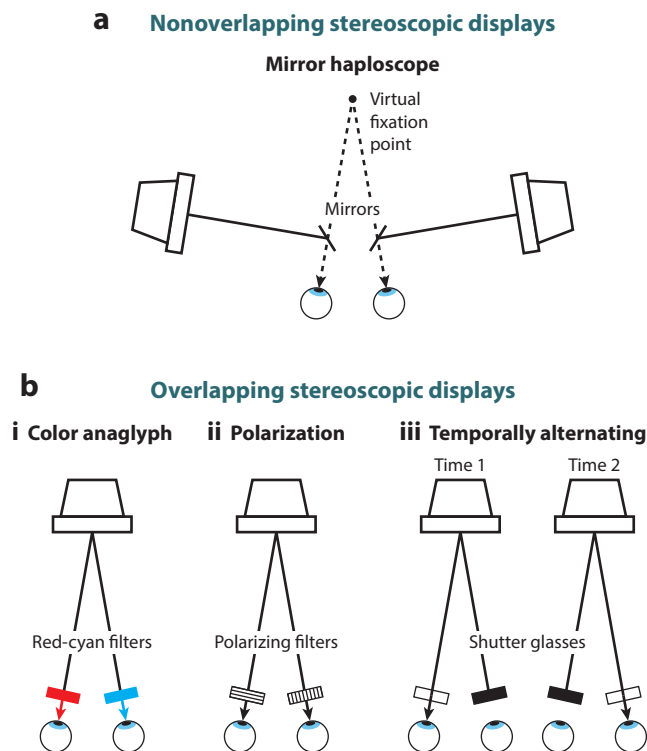 a Nonoverlapping stereoscopic displays
Mirror haploscope
Virtual
fixation
point
Mirrors
b Overlapping stereoscopic displays
i Color anaglyph
ii Polarization
iii Temporally alternating
Time 1
Time 2
Red-cyan filters
Polarizing filters
Shutter glasses